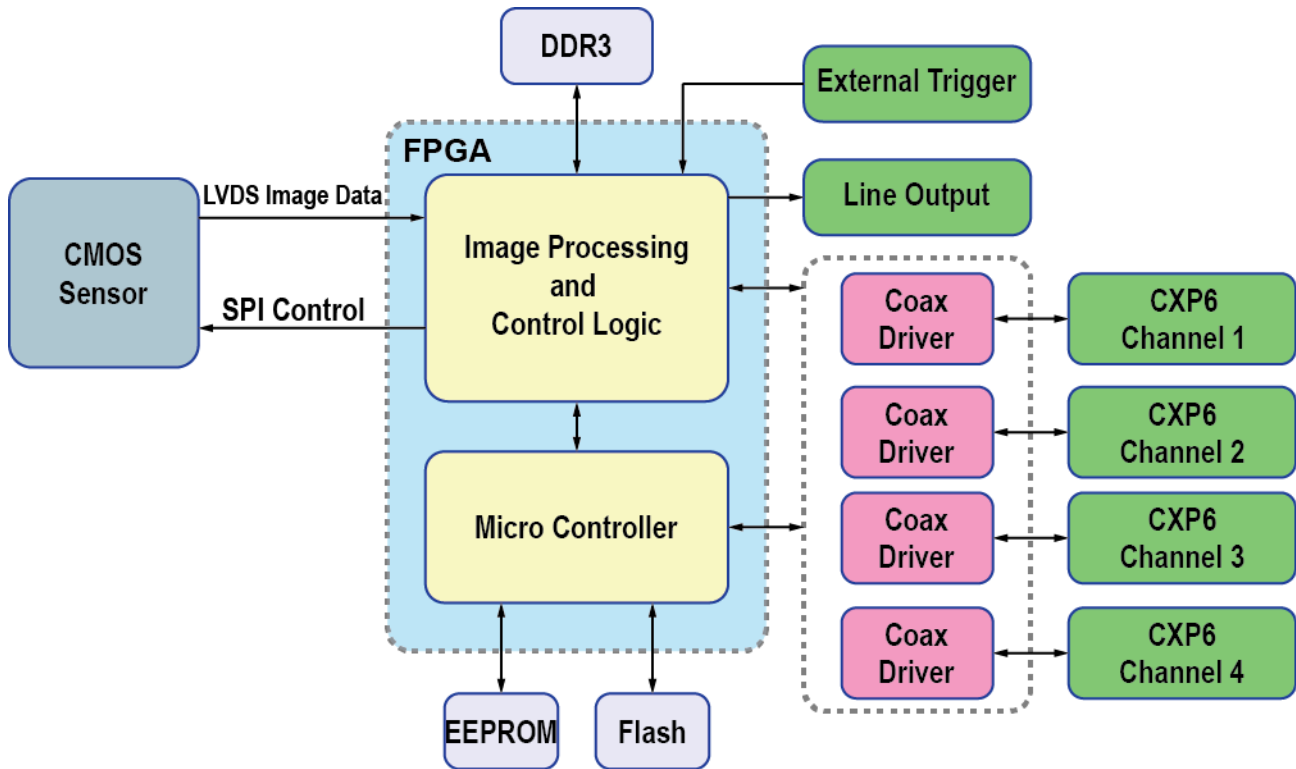 DDR3
External Trigger
FPGA
LVDS Image Data
Line Output
CMOS
Sensor
Image Processing
and
Control Logic
SPI Control
Coax
Driver
CXP6
Channel 1
Coax
Driver
CXP6
Channel 2
Micro Controller
Coax
Driver
CXP6
Channel 3
Coax
Driver
CXP6
Channel 4
EEPROM
Flash